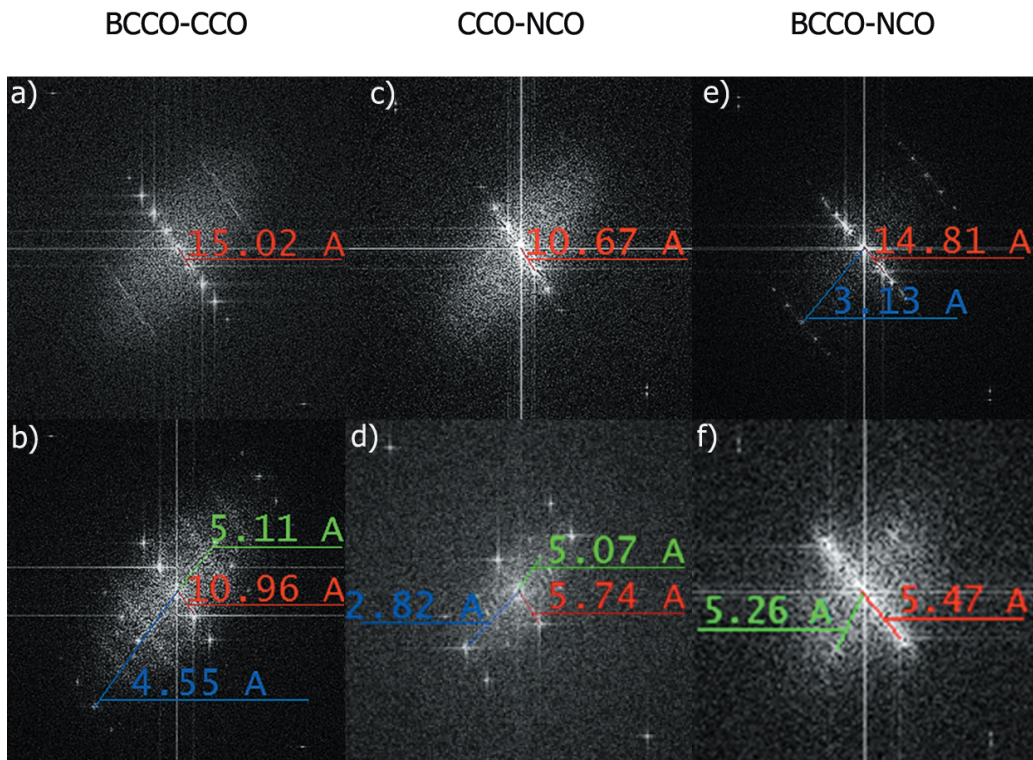 BCCO-CCO CCO-NCO BCCO-NCO
a) c) e)
15.02 A 10.67 A 14.81 A
3.13 A
b) d) f)
5.11 A 5.07 A
10.96 A 2.82 A 5.74 A 5.26 A 5.47 A
4.55 A